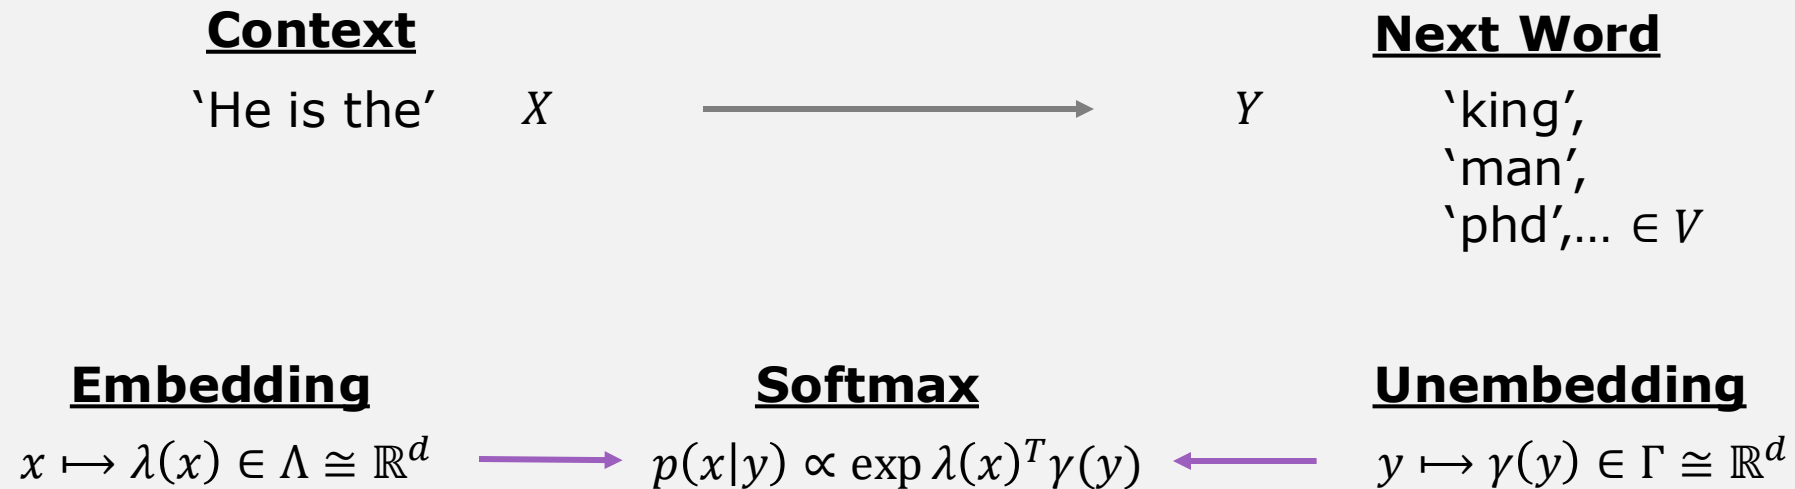 Context
Next Word
‘He is the’ X Y ‘king’,
‘man’,
‘phd’,… ∈ V
Embedding
Softmax
Unembedding
x ⟼ λ(x) ∈ Λ ≅ ℝ^d
p(x|y) ∝ exp λ(x)^T γ(y)
y ⟼ γ(y) ∈ Γ ≅ ℝ^d